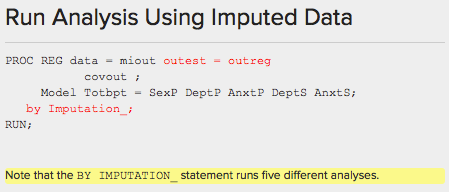 Run Analysis Using Imputed Data
PROC REG data = miout outest = outreg
covout ;
Model Totbpt = SexP DeptP AnxtP DeptS AnxtS;
by Imputation_;
RUN;
Note that the BY IMPUTATION_ statement runs five different analyses.